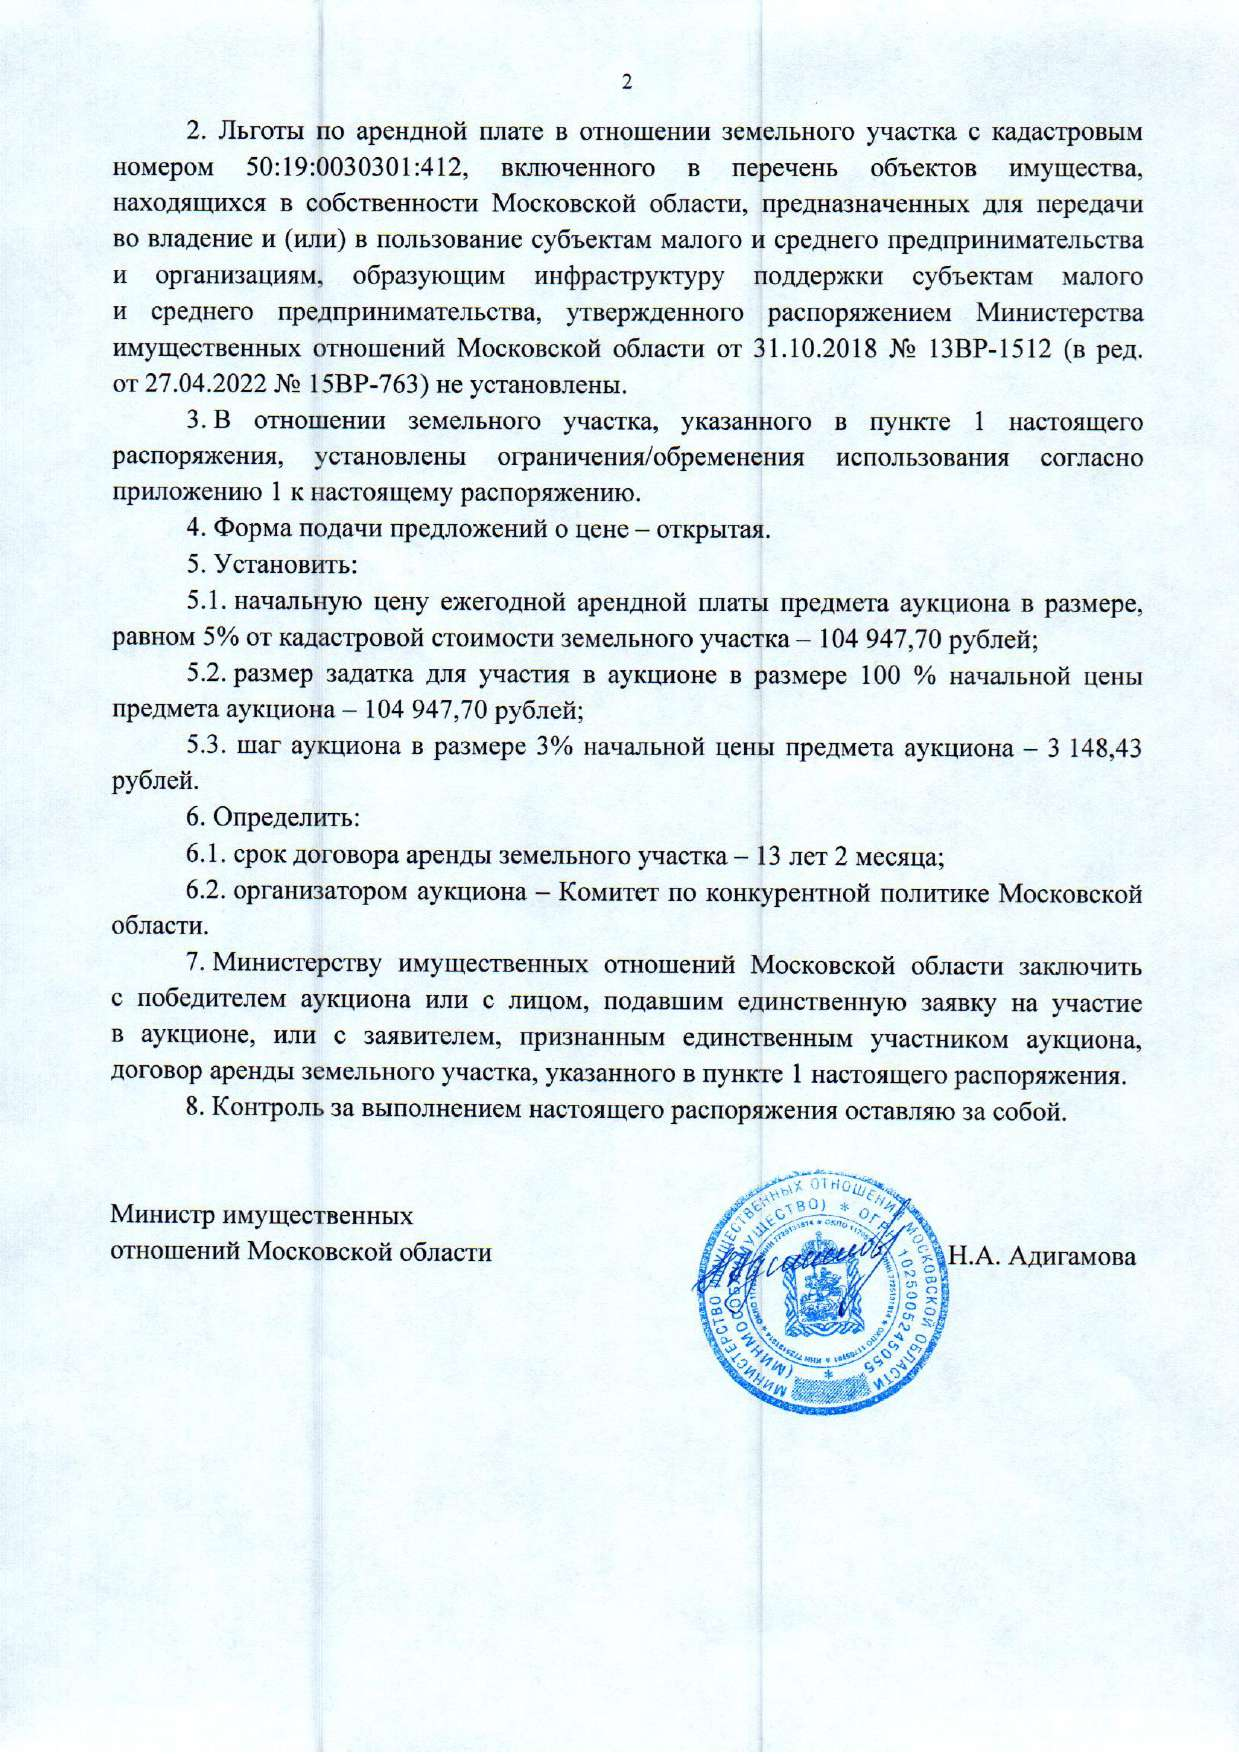 2
2. Льготы по арендной плате в отношении земельного участка с кадастровым
номером 50:19:0030301:412, включенного в перечень объектов имущества,
находящихся в собственности Московской области, предназначенных для передачи
во владение и (или) в пользование субъектам малого и среднего предпринимательства
и организациям, образующим инфраструктуру поддержки субъектам малого
и среднего предпринимательства, утвержденного распоряжением Министерства
имущественных отношений Московской области от 31.10.2018 № 13ВР-1512 (в ред.
от 27.04.2022 № 15ВР-763) не установлены.
3. В отношении земельного участка, указанного в пункте 1 настоящего
распоряжения, установлены ограничения/обременения использования согласно
приложению 1 к настоящему распоряжению.
4. Форма подачи предложений о цене – открытая.
5. Установить:
5.1. начальную цену ежегодной арендной платы предмета аукциона в размере,
равном 5% от кадастровой стоимости земельного участка – 104 947,70 рублей;
5.2. размер задатка для участия в аукционе в размере 100 % начальной цены
предмета аукциона – 104 947,70 рублей;
5.3. шаг аукциона в размере 3% начальной цены предмета аукциона – 3 148,43
рублей.
6. Определить:
6.1. срок договора аренды земельного участка – 13 лет 2 месяца;
6.2. организатором аукциона – Комитет по конкурентной политике Московской
области.
7. Министерству имущественных отношений Московской области заключить
с победителем аукциона или с лицом, подавшим единственную заявку на участие
в аукционе, или с заявителем, признанным единственным участником аукциона,
договор аренды земельного участка, указанного в пункте 1 настоящего распоряжения.
8. Контроль за выполнением настоящего распоряжения оставляю за собой.
Министр имущественных
отношений Московской области
Н.А. Адигамова
МИНИСТЕРСТВО ИМУЩЕСТВЕННЫХ ОТНОШЕНИЙ МОСКОВСКОЙ ОБЛАСТИ
(МИНМОСОБЛИМУЩЕСТВО) * ОГРН 1025005245055 *